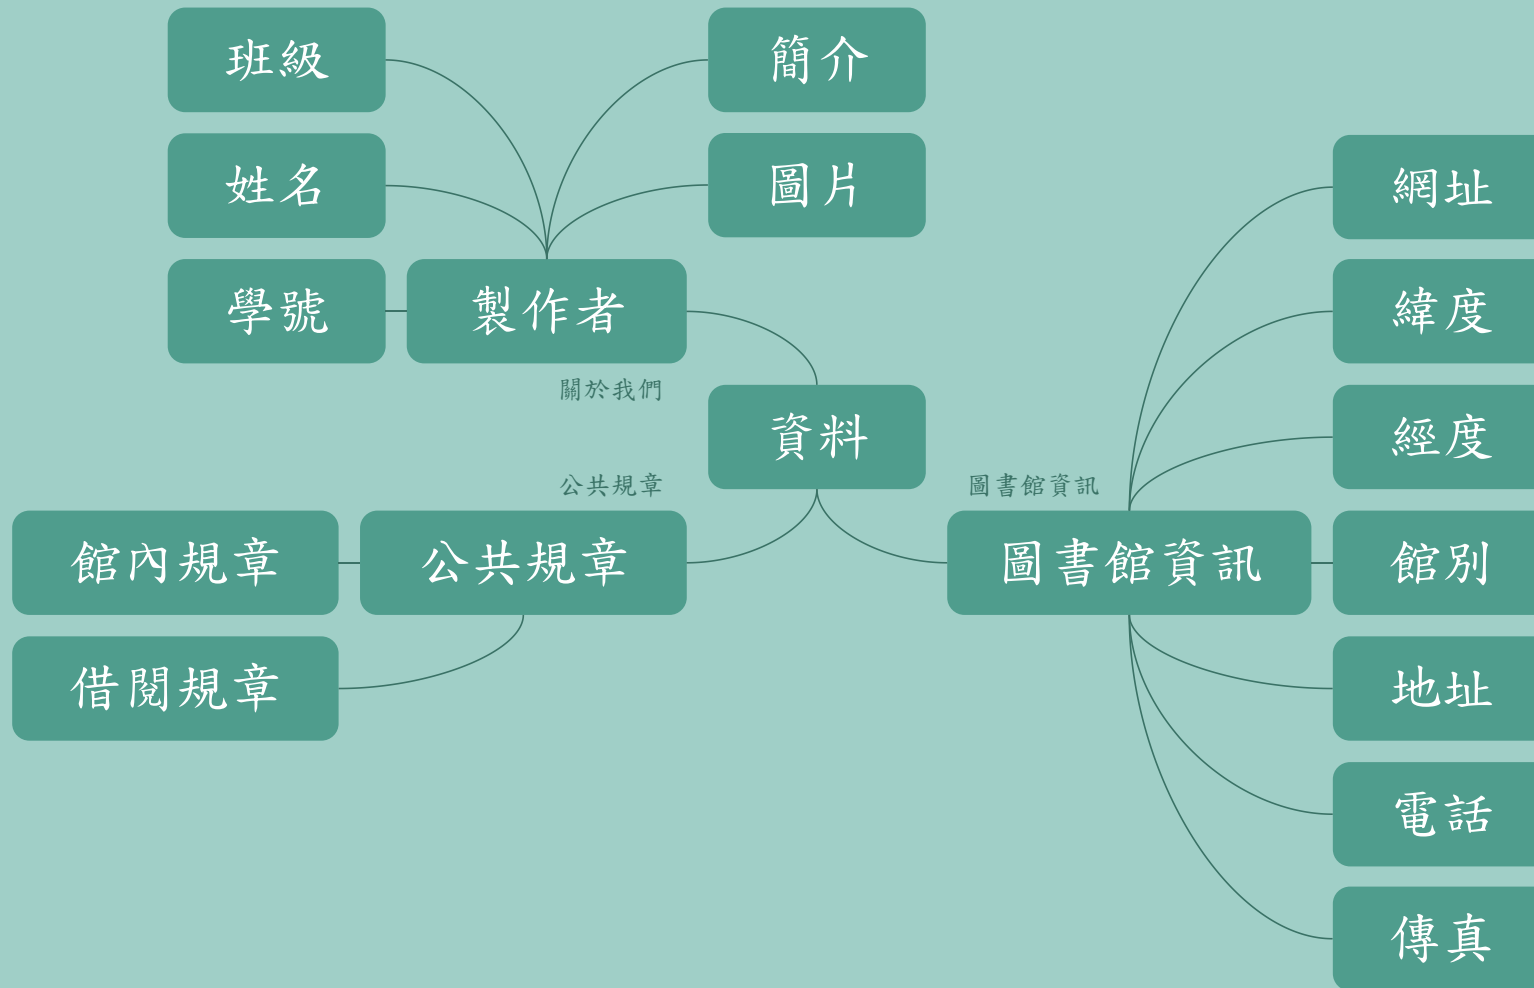 班級
簡介
姓名
圖片
網址
學號
製作者
緯度
關於我們
資料
經度
公共規章
圖書館資訊
館內規章
公共規章
圖書館資訊
館別
借閱規章
地址
電話
傳真